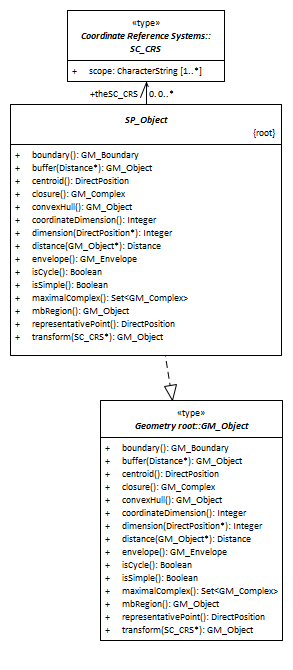 «type»
Coordinate Reference Systems::
SC_CRS
+ scope: CharacterString [1..*]
+theSC_CRS 0..*
SP_Object
{root}
+ boundary(): GM_Boundary
+ buffer(Distance*): GM_Object
+ centroid(): DirectPosition
+ closure(): GM_Complex
+ convexHull(): GM_Object
+ coordinateDimension(): Integer
+ dimension(DirectPosition*): Integer
+ distance(GM_Object*): Distance
+ envelope(): GM_Envelope
+ isCycle(): Boolean
+ isSimple(): Boolean
+ maximalComplex(): Set<GM_Complex>
+ mbRegion(): GM_Object
+ representativePoint(): DirectPosition
+ transform(SC_CRS*): GM_Object
«type»
Geometry root::GM_Object
+ boundary(): GM_Boundary
+ buffer(Distance*): GM_Object
+ centroid(): DirectPosition
+ closure(): GM_Complex
+ convexHull(): GM_Object
+ coordinateDimension(): Integer
+ dimension(DirectPosition*): Integer
+ distance(GM_Object*): Distance
+ envelope(): GM_Envelope
+ isCycle(): Boolean
+ isSimple(): Boolean
+ maximalComplex(): Set<GM_Complex>
+ mbRegion(): GM_Object
+ representativePoint(): DirectPosition
+ transform(SC_CRS*): GM_Object